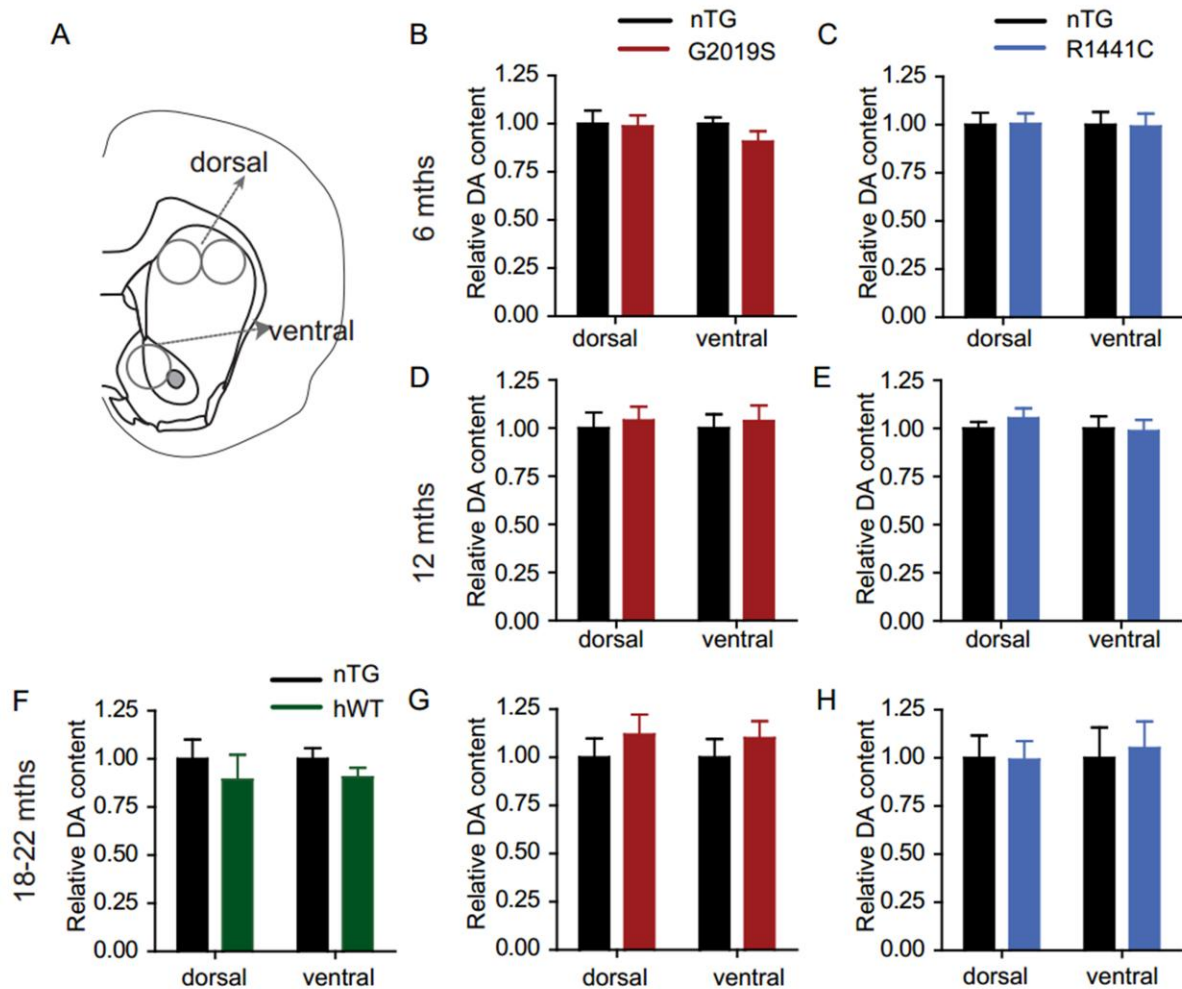 A
dorsal
ventral
B
nTG
G2019S
6 mths
Relative DA content
1.25
1.00
0.75
0.50
0.25
0.00
dorsal ventral
C
nTG
R1441C
Relative DA content
1.25
1.00
0.75
0.50
0.25
0.00
dorsal ventral
D
12 mths
Relative DA content
1.25
1.00
0.75
0.50
0.25
0.00
dorsal ventral
E
Relative DA content
1.25
1.00
0.75
0.50
0.25
0.00
dorsal ventral
F
nTG
hWT
18-22 mths
Relative DA content
1.25
1.00
0.75
0.50
0.25
0.00
dorsal ventral
G
Relative DA content
1.25
1.00
0.75
0.50
0.25
0.00
dorsal ventral
H
Relative DA content
1.25
1.00
0.75
0.50
0.25
0.00
dorsal ventral